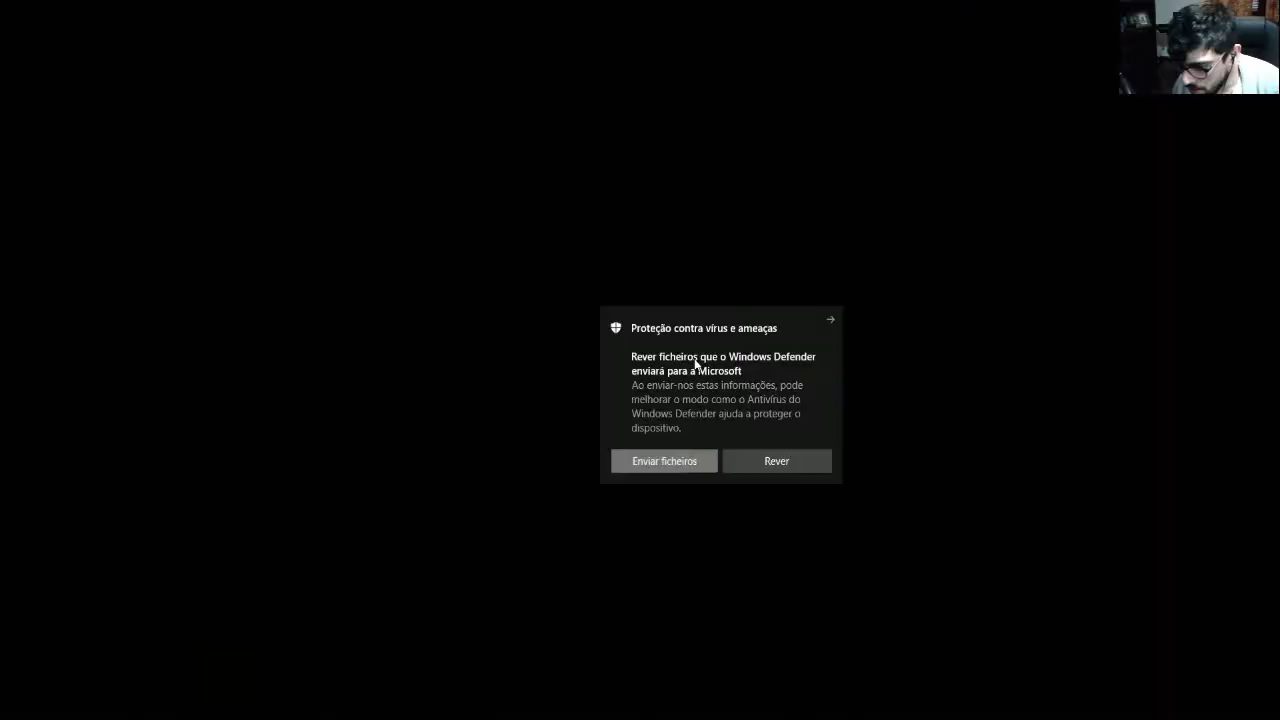 Proteção contra vírus e ameaças
Rever ficheiros que o Windows Defender
enviará para a Microsoft
Ao enviar-nos estas informações, pode
melhorar o modo como o Antivírus do
Windows Defender ajuda a proteger o
dispositivo.
Enviar ficheiros
Rever